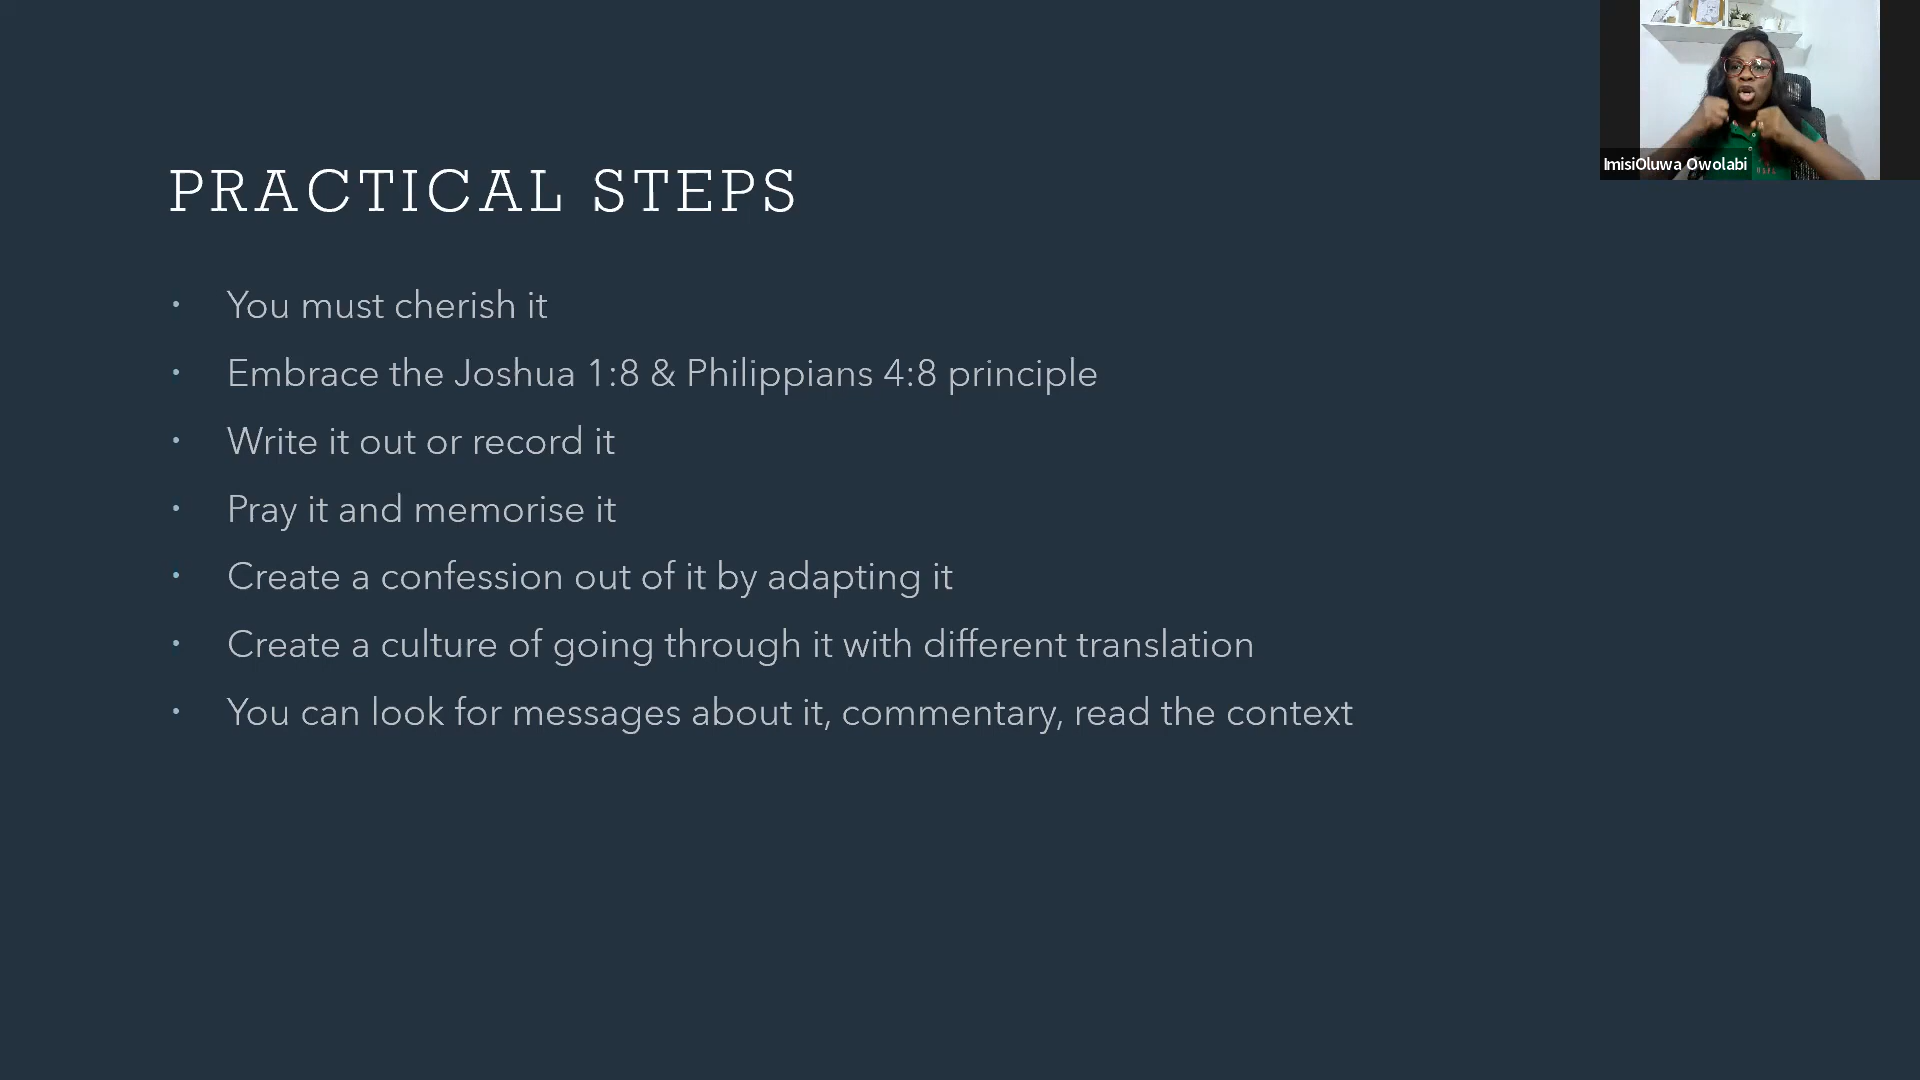 ImisiOluwa Owolabi
PRACTICAL STEPS
• You must cherish it
• Embrace the Joshua 1:8 & Philippians 4:8 principle
• Write it out or record it
• Pray it and memorise it
• Create a confession out of it by adapting it
• Create a culture of going through it with different translation
• You can look for messages about it, commentary, read the context